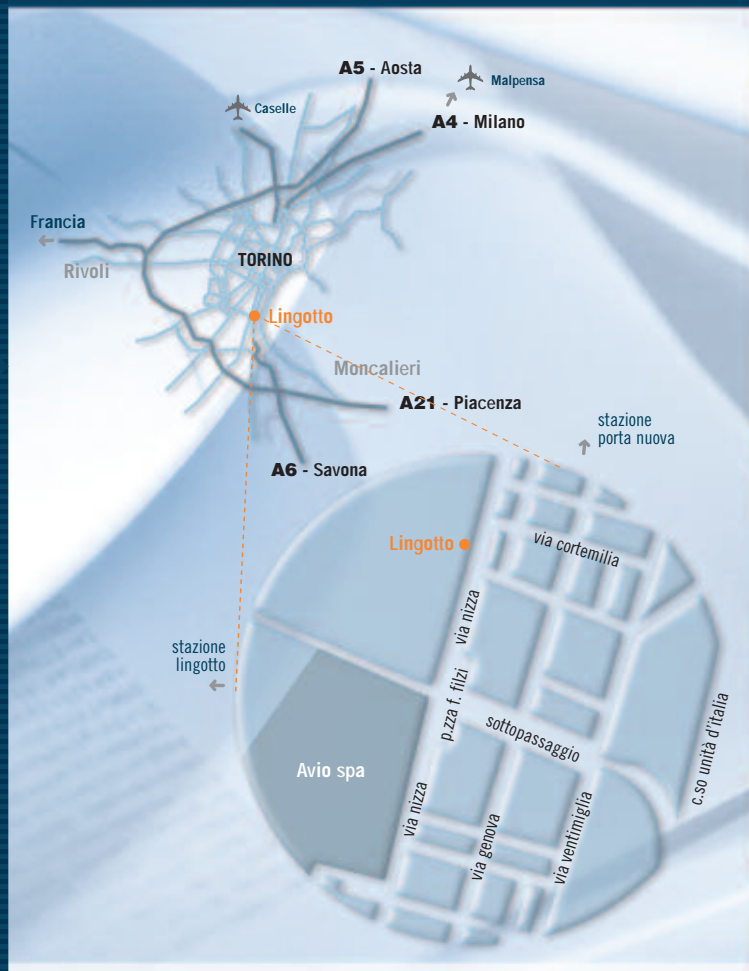 A5 - Aosta
Malpensa
Caselle
A4 - Milano
Francia
Rivoli
TORINO
Lingotto
Moncalieri
A21 - Piacenza
stazione
porta nuova
A6 - Savona
Lingotto
via cortemilia
via nizza
stazione
lingotto
p.zza f. filzi
sottopassaggio
c.so unità d'italia
Avio spa
via nizza
via genova
via ventimiglia